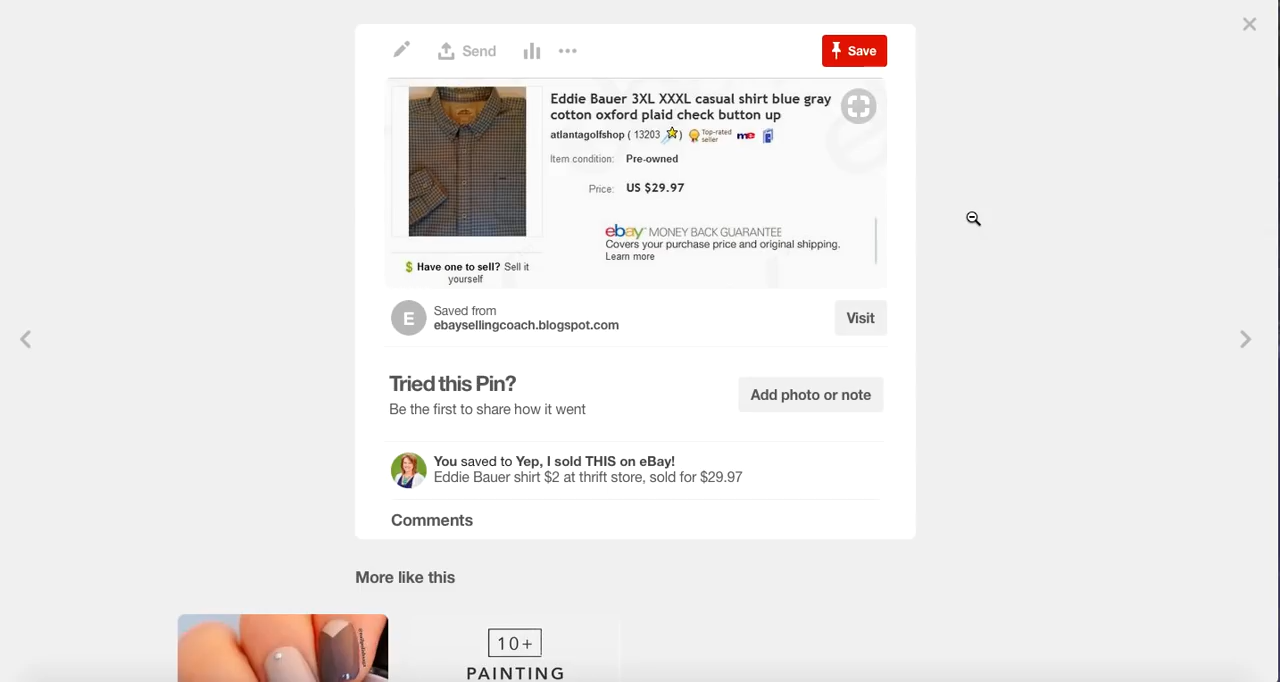 Send
Save
Eddie Bauer 3XL XXXL casual shirt blue gray
cotton oxford plaid check button up
atlantagolfshop ( 13203 ) Top-rated seller me
Item condition: Pre-owned
Price: US $29.97
ebay MONEY BACK GUARANTEE
Covers your purchase price and original shipping.
Learn more
$ Have one to sell? Sell it
yourself
E
Saved from
ebaysellingcoach.blogspot.com
Visit
Tried this Pin?
Be the first to share how it went
Add photo or note
You saved to Yep, I sold THIS on eBay!
Eddie Bauer shirt $2 at thrift store, sold for $29.97
Comments
More like this
10+
PAINTING